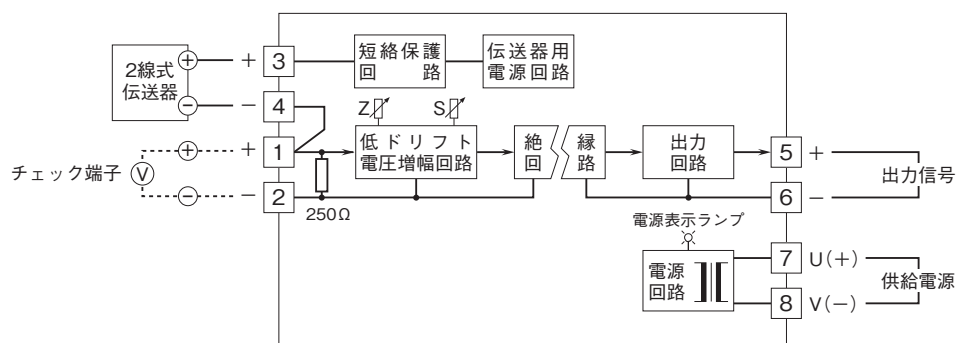 2線式
伝送器
+
−
+
−
3
4
短絡保護
回路
伝送器用
電源回路
チェック端子
+
V
−
+
−
1
2
250Ω
Z
S
低ドリフト
電圧増幅回路
絶縁
回路
出力
回路
5
+
6
−
出力信号
電源表示ランプ
電源
回路
7
U(+)
8
V(−)
供給電源